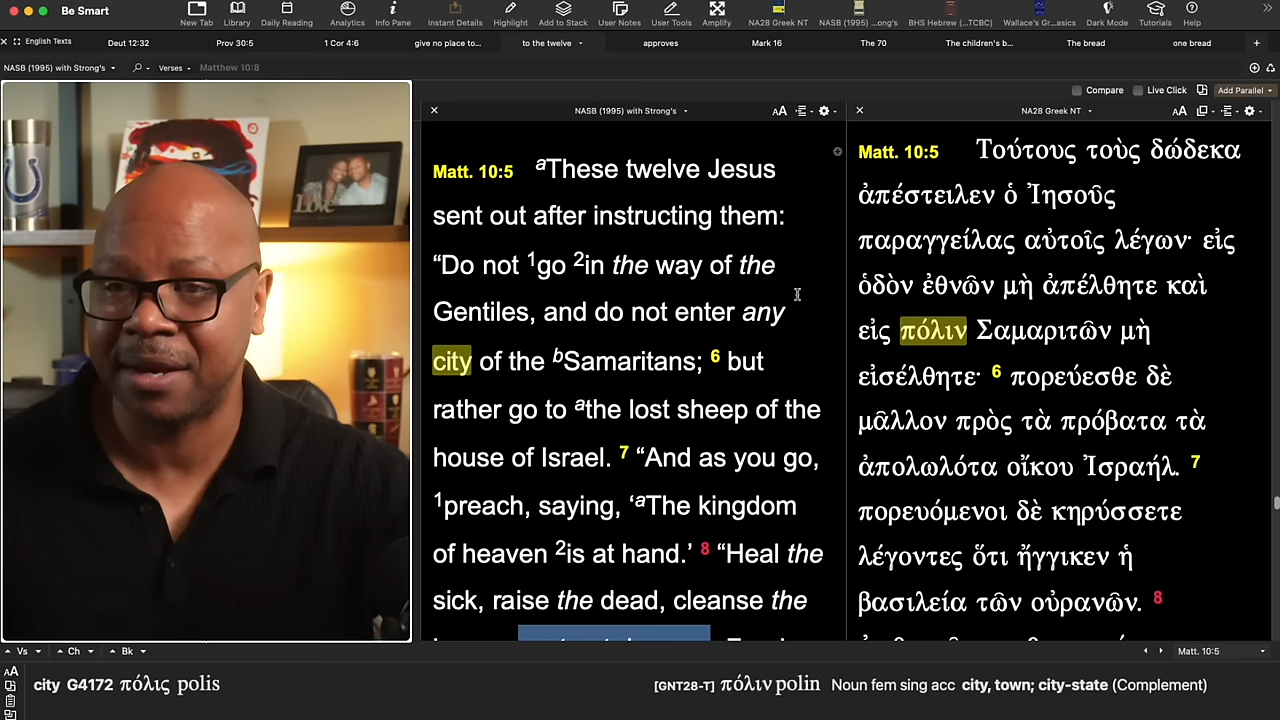 Be Smart
New Tab Library Daily Reading Analytics Info Pane Instant Details Highlight Add to Stack User Notes User Tools Amplify NA28 Greek NT NASB (1995) ...ong's BHS Hebrew (...TCBC) Wallace's Gr...asics Dark Mode Tutorials Help
English Texts Deut 12:32 Prov 30:5 1 Cor 4:6 give no place to... to the twelve approves Mark 16 The 70 The children's b... The bread one bread
NASB (1995) with Strong's Verses Matthew 10:8
Compare Live Click Add Parallel
NASB (1995) with Strong's
Matt. 10:5 aThese twelve Jesus
sent out after instructing them:
“Do not 1go 2in the way of the
Gentiles, and do not enter any
city of the bSamaritans; 6 but
rather go to athe lost sheep of the
house of Israel. 7 “And as you go,
1preach, saying, ‘aThe kingdom
of heaven 2is at hand.’ 8 “Heal the
sick, raise the dead, cleanse the
NA28 Greek NT
Matt. 10:5 Τούτους τοὺς δώδεκα
ἀπέστειλεν ὁ Ἰησοῦς
παραγγείλας αὐτοῖς λέγων· εἰς
ὁδὸν ἐθνῶν μὴ ἀπέλθητε καὶ
εἰς πόλιν Σαμαριτῶν μὴ
εἰσέλθητε· 6 πορεύεσθε δὲ
μᾶλλον πρὸς τὰ πρόβατα τὰ
ἀπολωλότα οἴκου Ἰσραήλ. 7
πορευόμενοι δὲ κηρύσσετε
λέγοντες ὅτι ἤγγικεν ἡ
βασιλεία τῶν οὐρανῶν. 8
LOVE
Vs Ch Bk Matt. 10:5
city G4172 πόλις polis [GNT28-T] πόλιν polin Noun fem sing acc city, town; city-state (Complement)